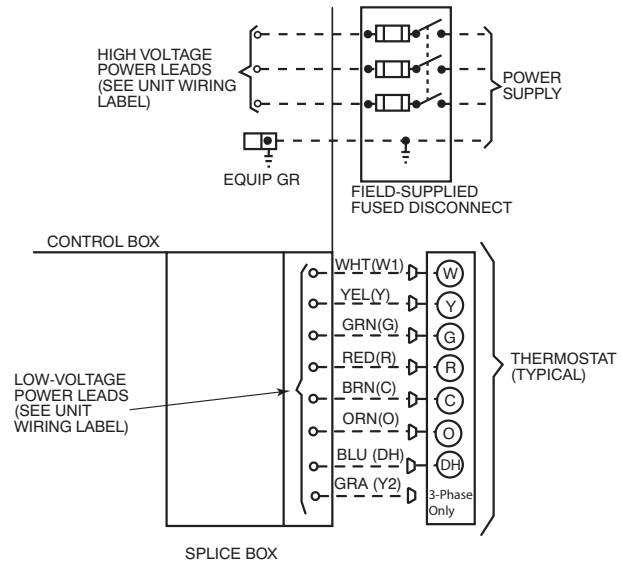 HIGH VOLTAGE
POWER LEADS
(SEE UNIT WIRING
LABEL)
POWER
SUPPLY
EQUIP GR
FIELD-SUPPLIED
FUSED DISCONNECT
CONTROL BOX
WHT(W1)
W
YEL(Y)
Y
GRN(G)
G
RED(R)
R
BRN(C)
C
ORN(O)
O
BLU (DH)
DH
GRA (Y2)
3-Phase
Only
THERMOSTAT
(TYPICAL)
LOW-VOLTAGE
POWER LEADS
(SEE UNIT
WIRING LABEL)
SPLICE BOX